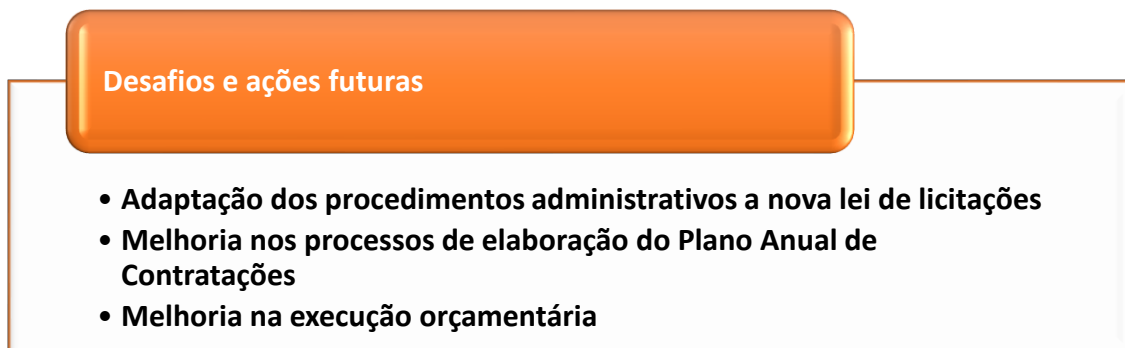 Desafios e ações futuras
• Adaptação dos procedimentos administrativos a nova lei de licitações
• Melhoria nos processos de elaboração do Plano Anual de
Contratações
• Melhoria na execução orçamentária